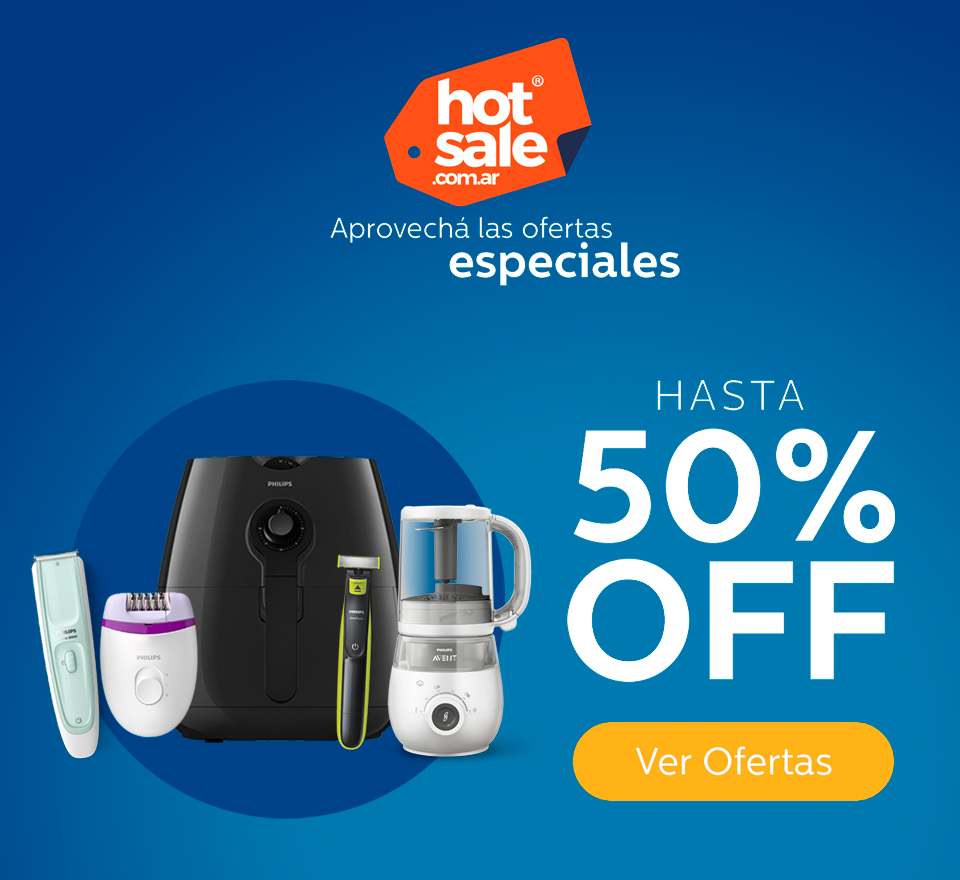 hot®
sale
.com.ar
Aprovechá las ofertas
especiales
HASTA
50%
OFF
PHILIPS
PHILIPS
PHILIPS
PHILIPS
PHILIPS
AVENT
Ver Ofertas